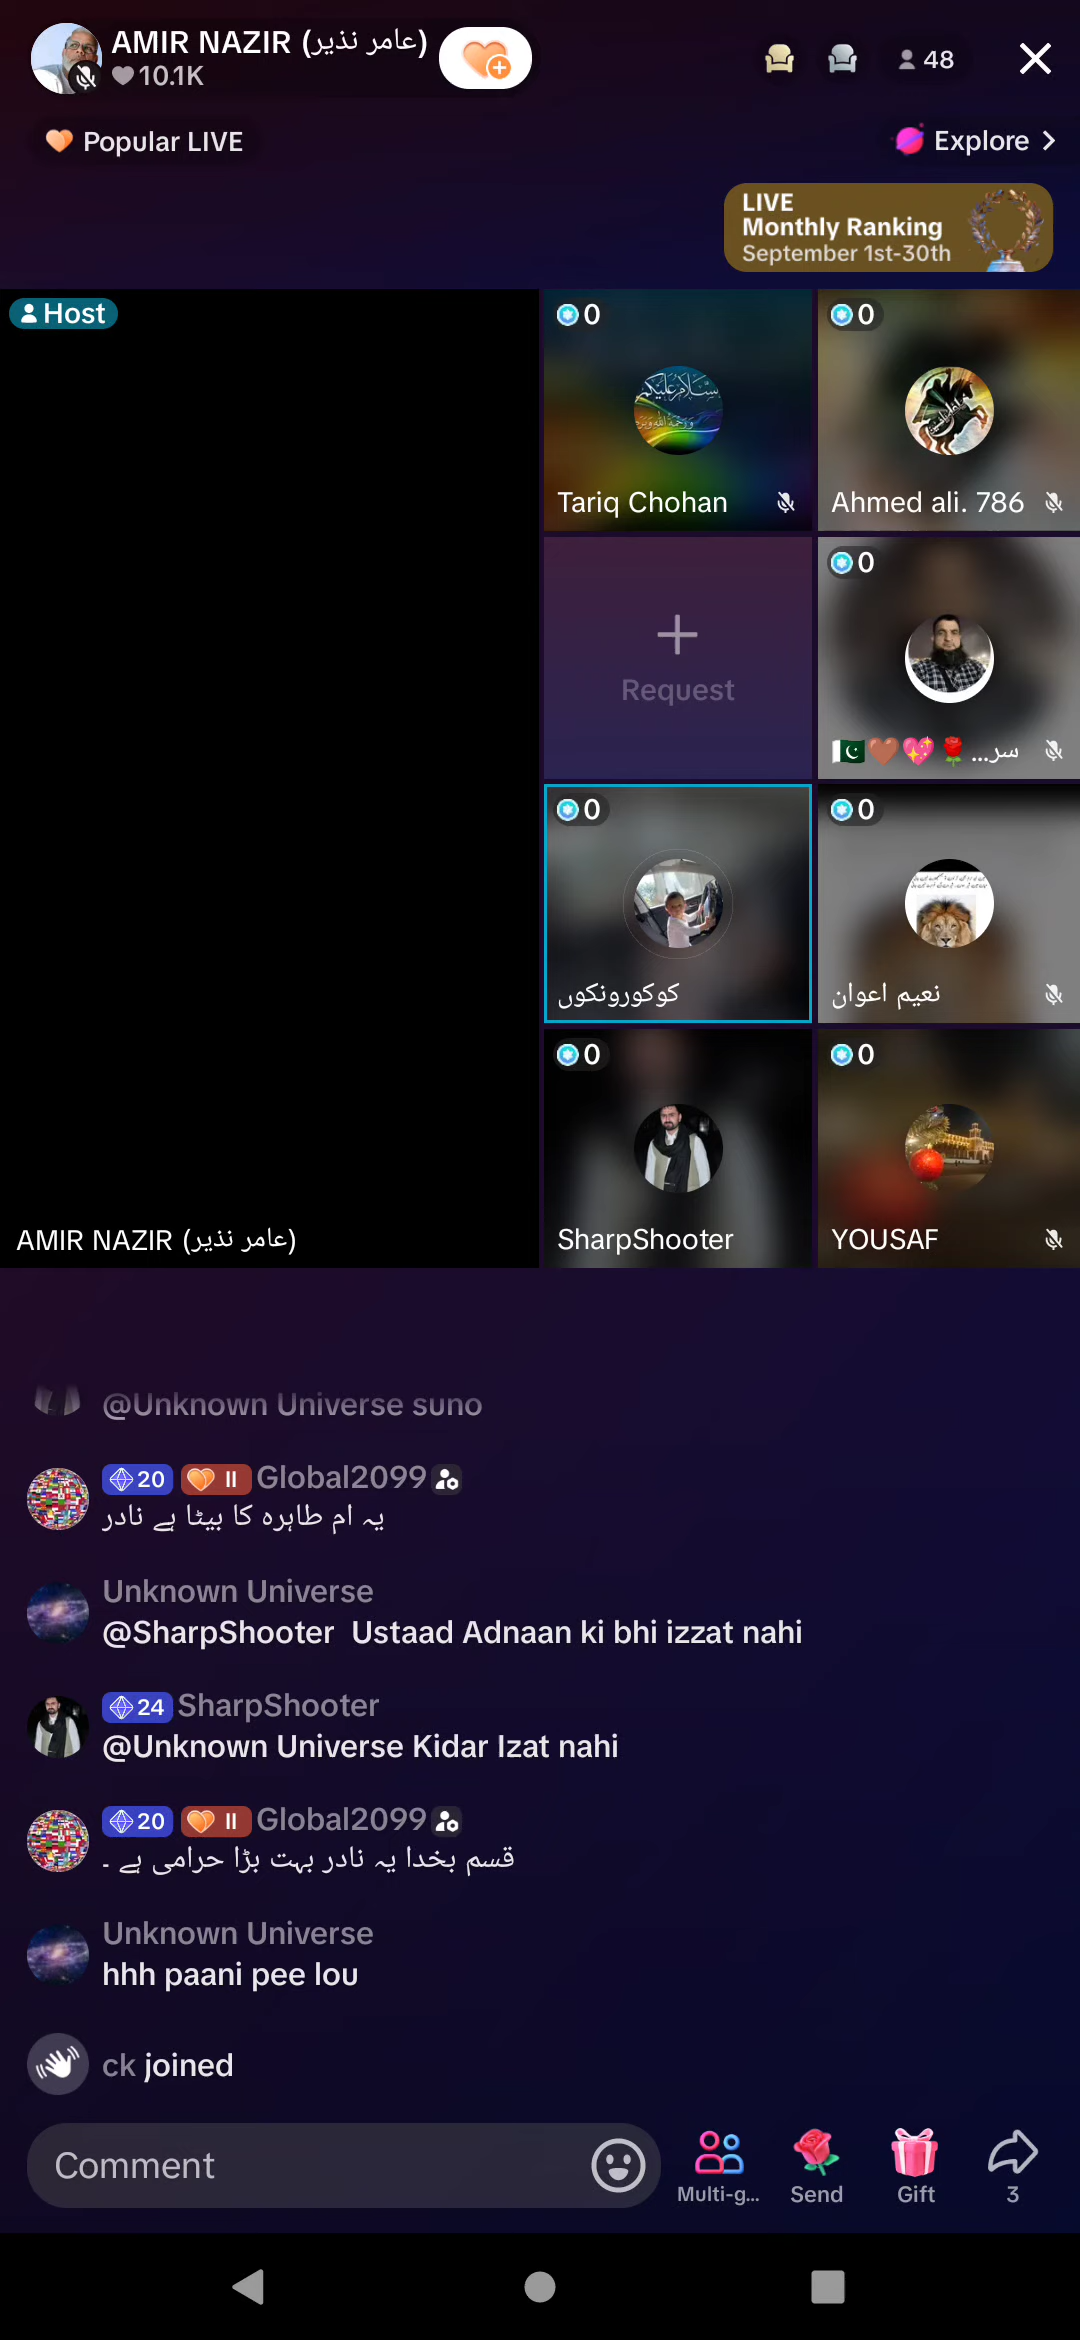 AMIR NAZIR (عامر نذیر)
10.1K
48
Popular LIVE
Explore
LIVE
Monthly Ranking
September 1st-30th
Host
0
0
Tariq Chohan
Ahmed ali. 786
Request
0
سر...
0
0
کوکورونکوں
نعیم اعوان
0
0
AMIR NAZIR (عامر نذیر)
SharpShooter
YOUSAF
@Unknown Universe suno
20 II Global2099
یہ ام طاہرہ کا بیٹا ہے نادر
Unknown Universe
@SharpShooter Ustaad Adnaan ki bhi izzat nahi
24 SharpShooter
@Unknown Universe Kidar Izat nahi
20 II Global2099
قسم بخدا یہ نادر بہت بڑا حرامی ہے ۔
Unknown Universe
hhh paani pee lou
ck joined
Comment
Multi-g...
Send
Gift
3